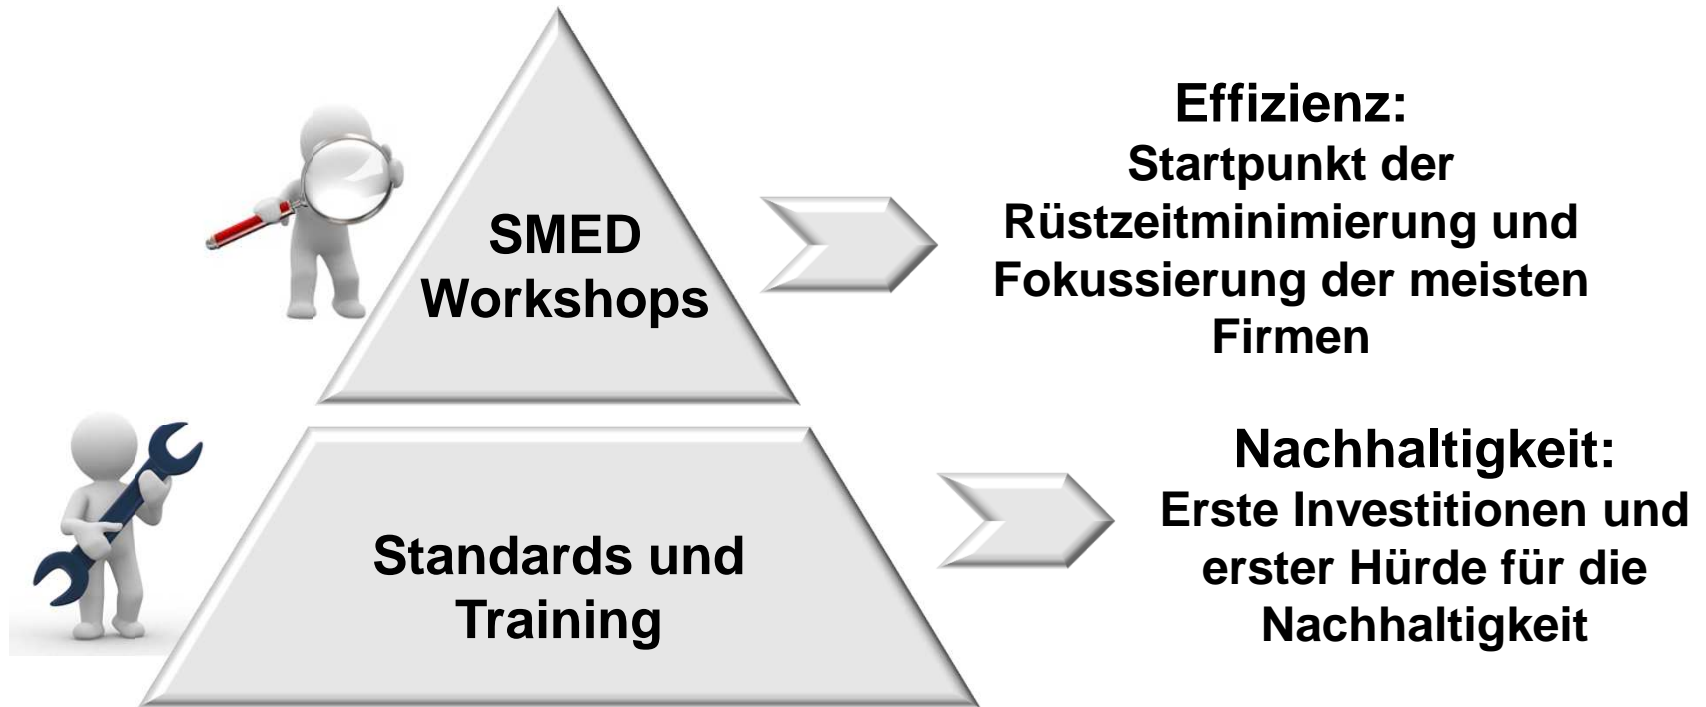 SMED
Workshops
Effizienz:
Startpunkt der
Rüstzeitminimierung und
Fokussierung der meisten
Firmen
Standards und
Training
Nachhaltigkeit:
Erste Investitionen und
erster Hürde für die
Nachhaltigkeit